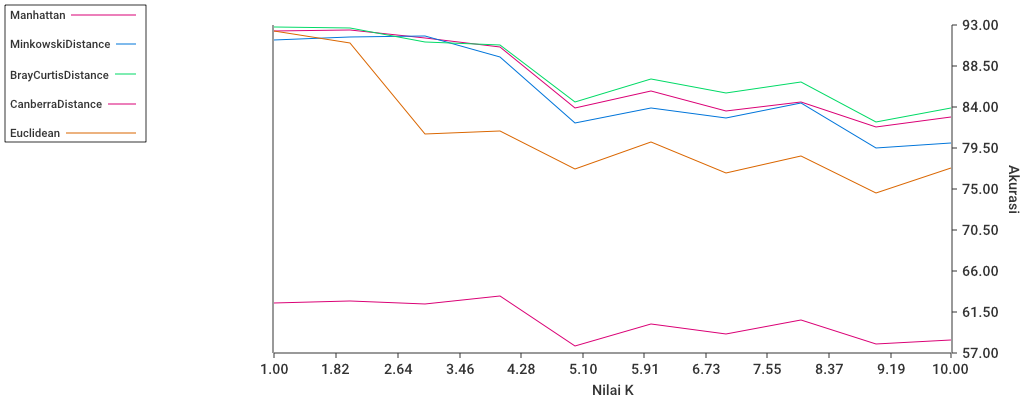 Manhattan
MinkowskiDistance
BrayCurtisDistance
CanberraDistance
Euclidean
93.00
88.50
84.00
79.50
75.00
70.50
66.00
61.50
57.00
Akurasi
1.00 1.82 2.64 3.46 4.28 5.10 5.91 6.73 7.55 8.37 9.19 10.00
Nilai K